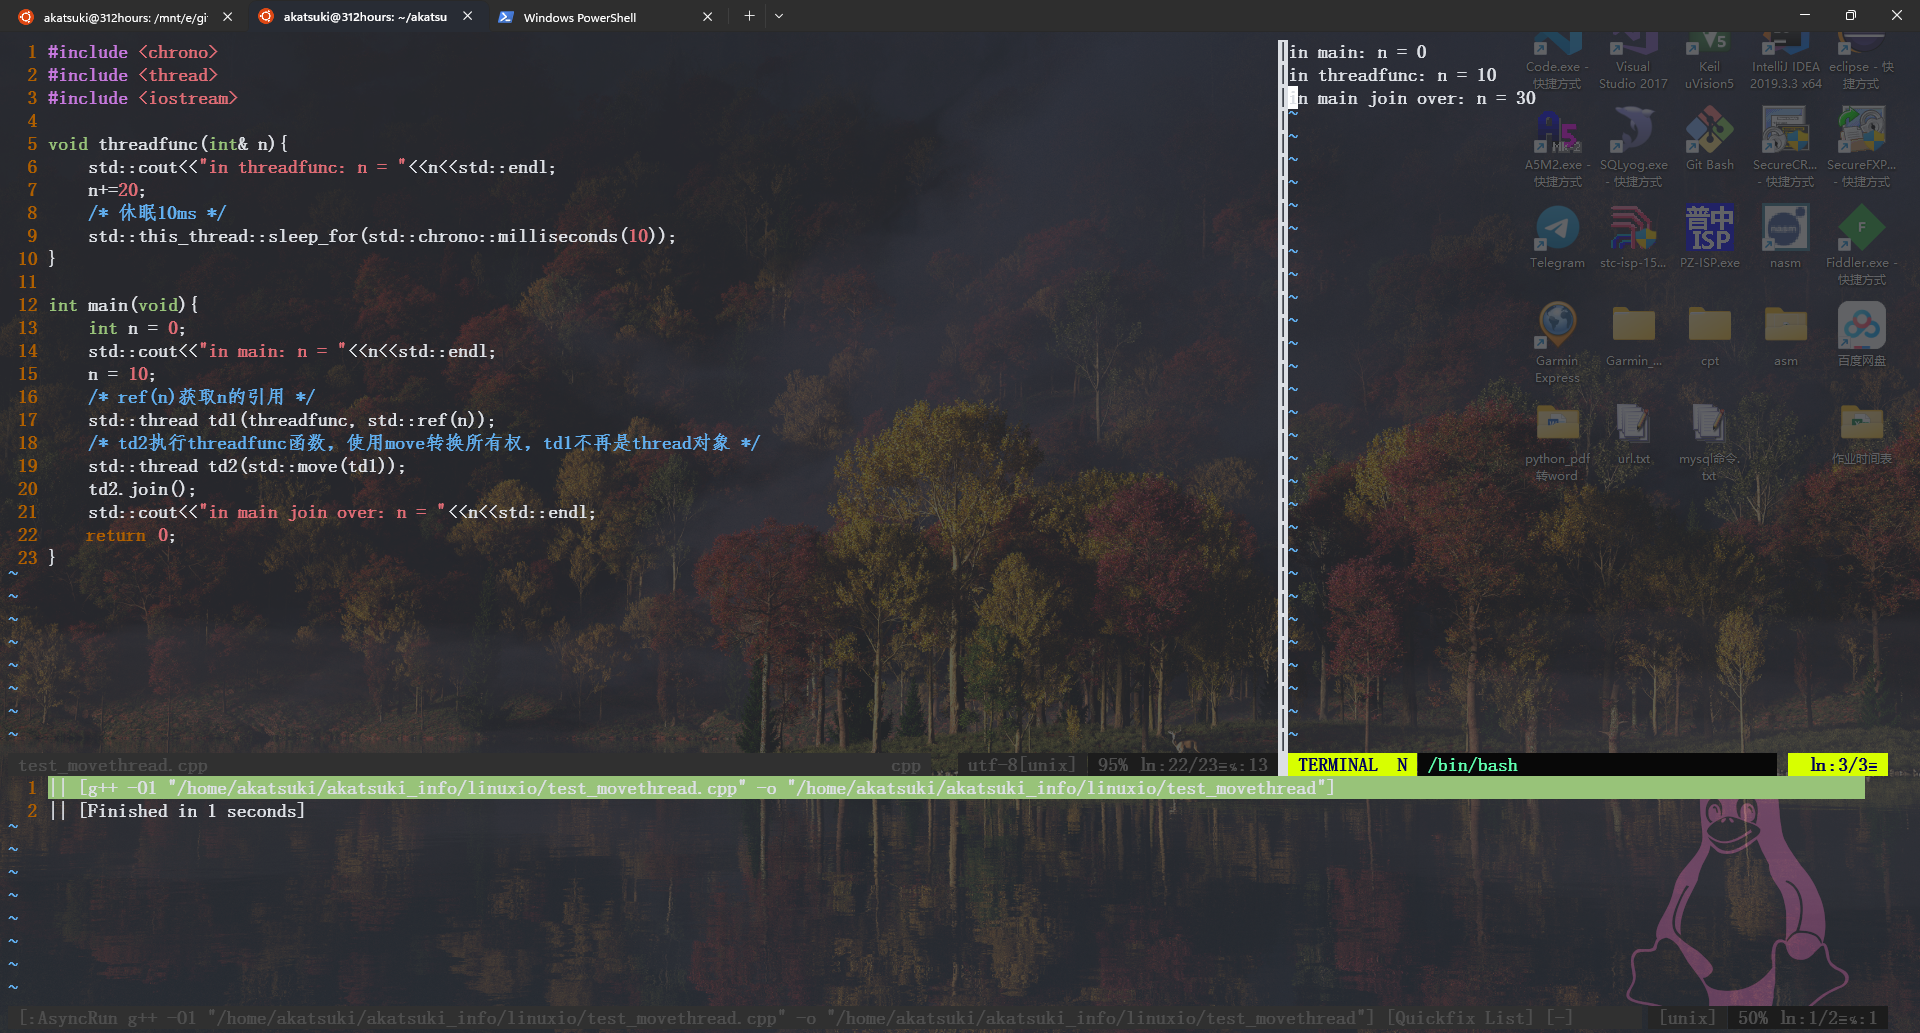 akatsuki@312hours: /mnt/e/gi
akatsuki@312hours: ~/akatsu
Windows PowerShell
1 #include <chrono>
2 #include <thread>
3 #include <iostream>
4
5 void threadfunc(int& n){
6     std::cout<<"in threadfunc: n = "<<n<<std::endl;
7     n+=20;
8     /* 休眠10ms */
9     std::this_thread::sleep_for(std::chrono::milliseconds(10));
10 }
11
12 int main(void){
13     int n = 0;
14     std::cout<<"in main: n = "<<n<<std::endl;
15     n = 10;
16     /* ref(n)获取n的引用 */
17     std::thread td1(threadfunc, std::ref(n));
18     /* td2执行threadfunc函数，使用move转换所有权，td1不再是thread对象 */
19     std::thread td2(std::move(td1));
20     td2.join();
21     std::cout<<"in main join over: n = "<<n<<std::endl;
22     return 0;
23 }
in main: n = 0
in threadfunc: n = 10
in main join over: n = 30
Code.exe - 快捷方式
Visual Studio 2017
Keil uVision5
IntelliJ IDEA 2019.3.3 x64
eclipse - 快捷方式
A5M2.exe - 快捷方式
SQLyog.exe - 快捷方式
Git Bash
SecureCR... - 快捷方式
SecureFXP... - 快捷方式
普中
ISP
nasm
Telegram
stc-isp-15...
PZ-ISP.exe
nasm
Fiddler.exe - 快捷方式
Garmin Express
Garmin_...
cpt
asm
百度网盘
python_pdf转word
url.txt
mysql命令.txt
作业时间表
test_movethread.cpp cpp utf-8[unix] 95% ln:22/23≡℅:13
TERMINAL N /bin/bash ln:3/3≡
1 || [g++ -O1 "/home/akatsuki/akatsuki_info/linuxio/test_movethread.cpp" -o "/home/akatsuki/akatsuki_info/linuxio/test_movethread"]
2 || [Finished in 1 seconds]
[:AsyncRun g++ -O1 "/home/akatsuki/akatsuki_info/linuxio/test_movethread.cpp" -o "/home/akatsuki/akatsuki_info/linuxio/test_movethread"] [Quickfix List] [-] [unix] 50% ln:1/2≡℅:1